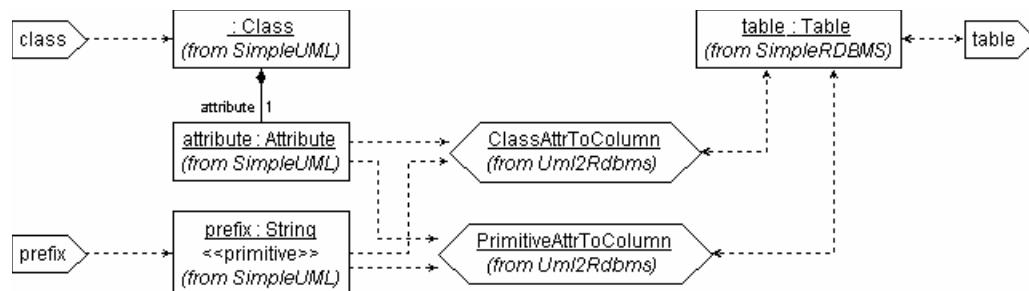 class
: Class
(from SimpleUML)
table : Table
(from SimpleRDBMS)
table
attribute 1
attribute : Attribute
(from SimpleUML)
ClassAttrToColumn
(from Uml2Rdbms)
prefix
prefix : String
<<primitive>>
(from SimpleUML)
PrimitiveAttrToColumn
(from Uml2Rdbms)